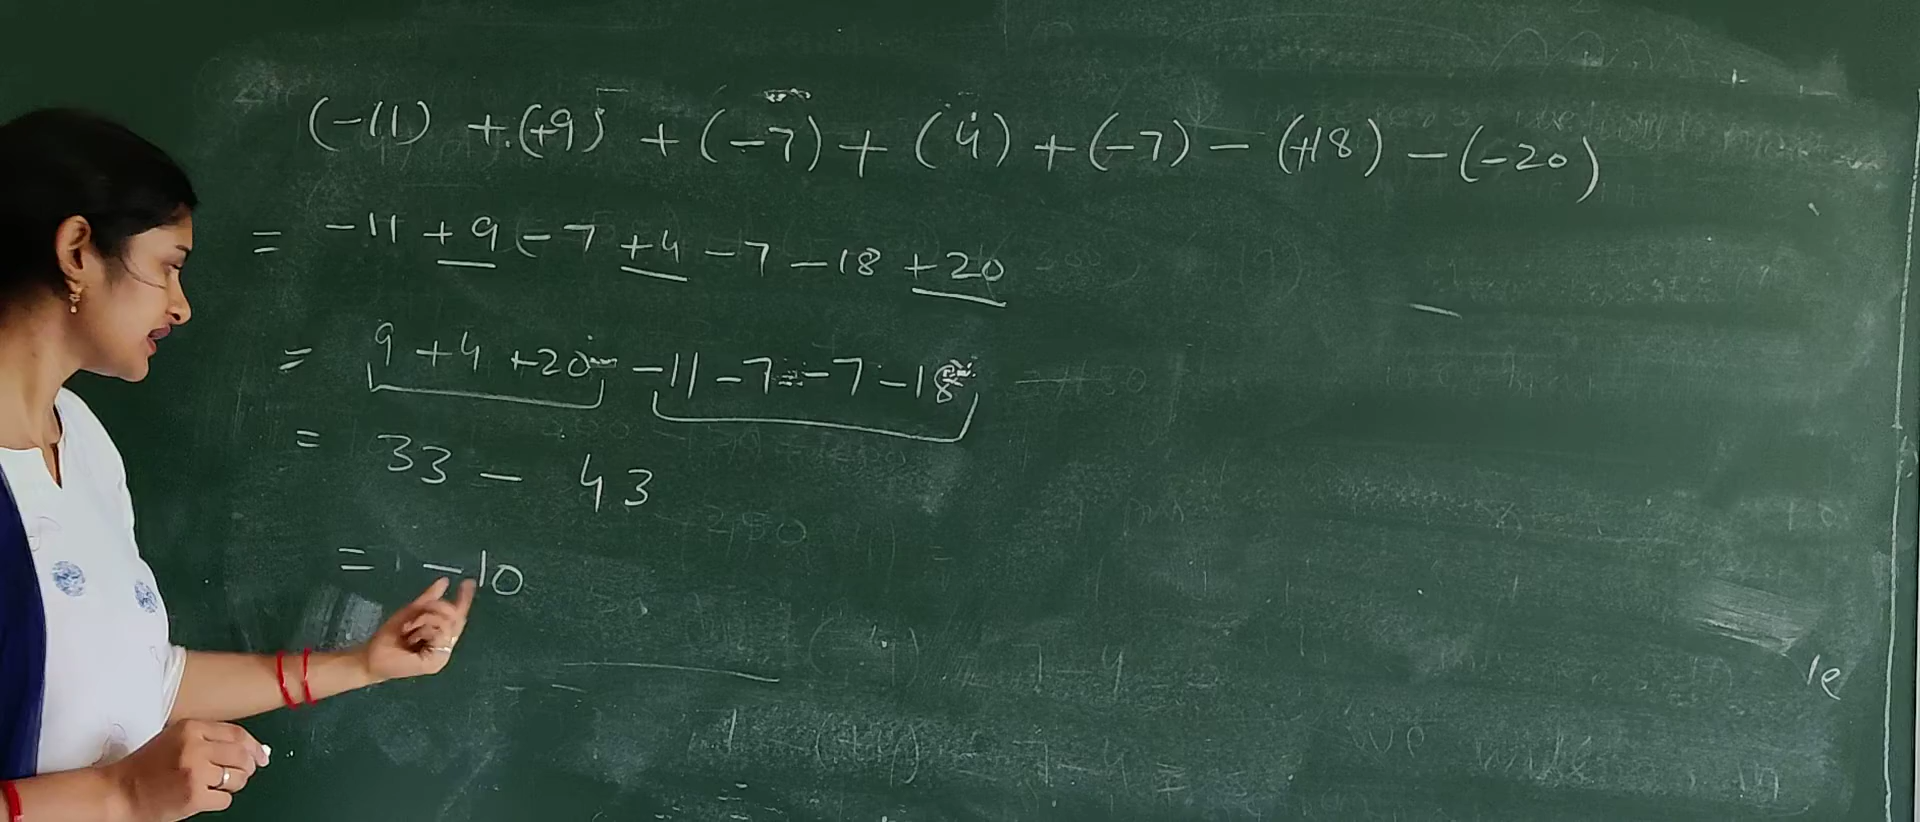 (-11) + (+9) + (-7) + (4) + (-7) - (+18) - (-20)
= -11 +9 - 7 +4 - 7 - 18 +20
= 9 +4 +20 -11 -7 -7 -18
= 33 - 43
= -10